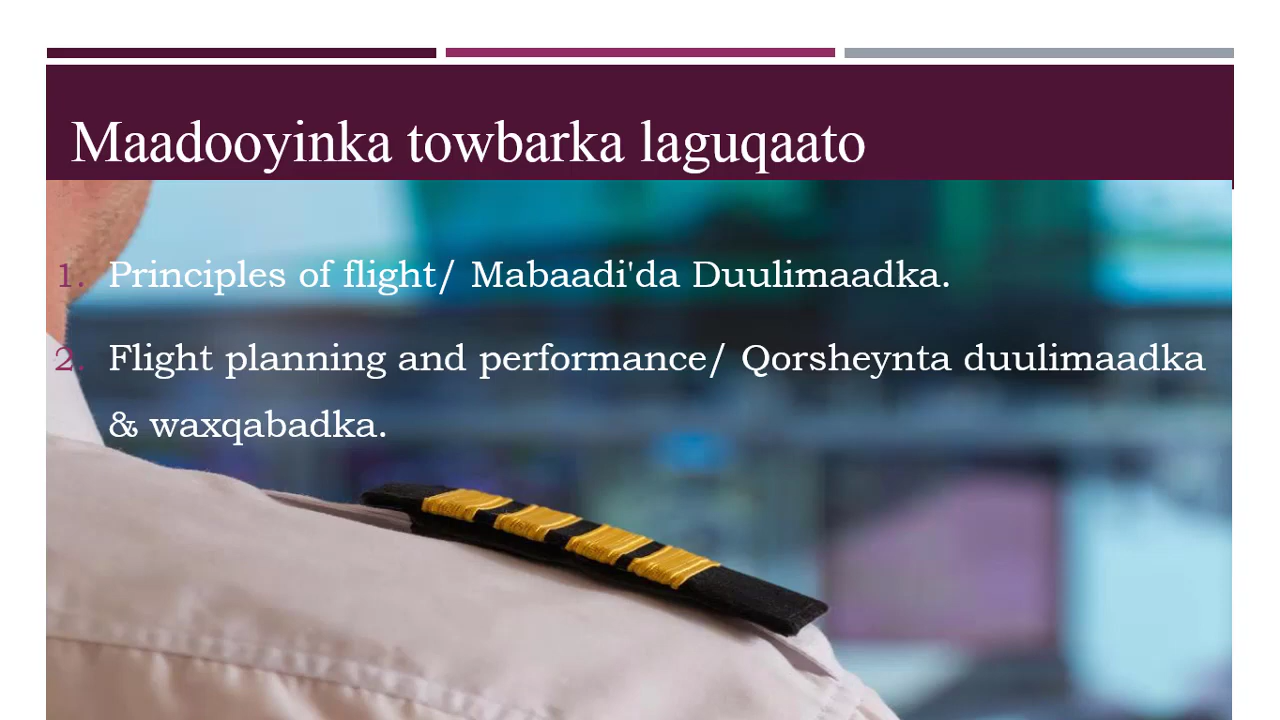 Maadooyinka towbarka laguqaato
1. Principles of flight/ Mabaadi'da Duulimaadka.
2. Flight planning and performance/ Qorsheynta duulimaadka
& waxqabadka.